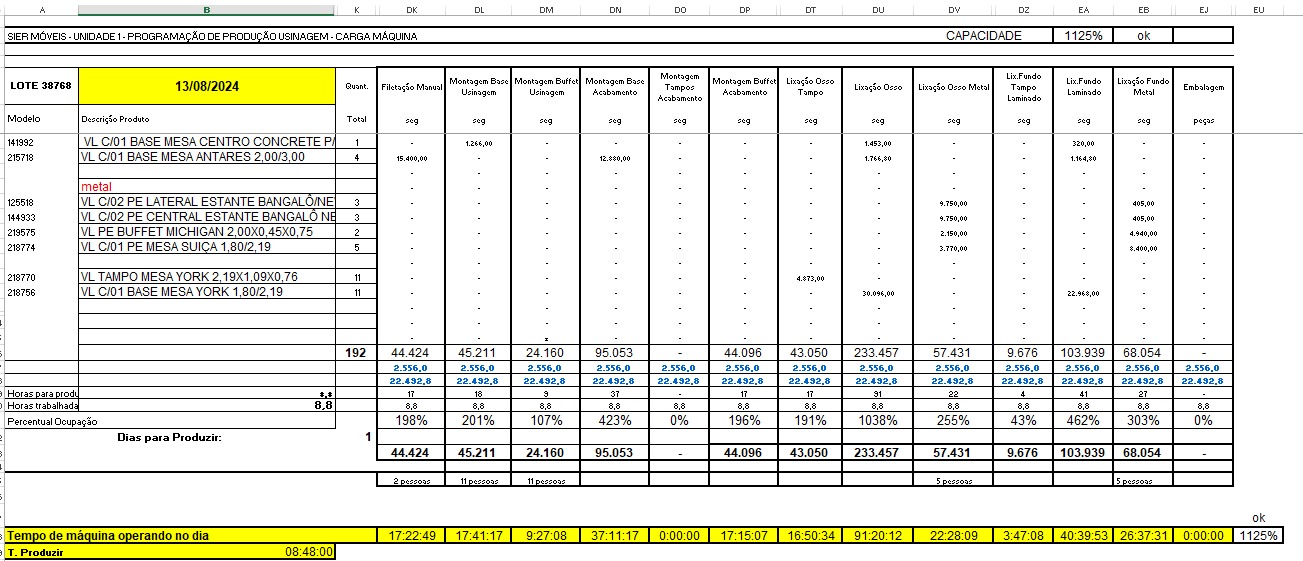 A B K DK DL DM DN DO DP DT DU DV DZ EA EB EJ EU
SIER MÓVEIS - UNIDADE 1 - PROGRAMAÇÃO DE PRODUÇÃO USINAGEM - CARGA MÁQUINA CAPACIDADE 1125% ok
LOTE 38768 13/08/2024 Quant. Filetação Manual Montagem Base Usinagem Montagem Buffet Usinagem Montagem Base Acabamento Montagem Tampos Acabamento Montagem Buffet Acabamento Lixação Osso Tampo Lixação Osso Lixação Osso Metal Lix.Fundo Tampo Laminado Lix.Fundo Laminado Lixação Fundo Metal Embalagem
Modelo Descrição Produto Total seg seg seg seg seg seg seg seg seg seg seg seg peças
141992 VL C/01 BASE MESA CENTRO CONCRETE P/ 1 - 1.266,00 - - - - - 1.453,00 - - 320,00 - -
215718 VL C/01 BASE MESA ANTARES 2,00/3,00 4 15.400,00 - - 12.880,00 - - - 1.766,80 - - 1.164,80 - -
- - - - - - - - - - - - -
metal - - - - - - - - - - - - -
125518 VL C/02 PE LATERAL ESTANTE BANGALÔ/NE 3 - - - - - - - - 9.750,00 - - 405,00 -
144933 VL C/02 PE CENTRAL ESTANTE BANGALÔ NE 3 - - - - - - - - 9.750,00 - - 405,00 -
219575 VL PE BUFFET MICHIGAN 2,00X0,45X0,75 2 - - - - - - - - 2.150,00 - - 4.940,00 -
218774 VL C/01 PE MESA SUIÇA 1,80/2,19 5 - - - - - - - - 3.770,00 - - 8.400,00 -
- - - - - - - - - - - - -
218770 VL TAMPO MESA YORK 2,19X1,09X0,76 11 - - - - - - 4.873,00 - - - - - -
218756 VL C/01 BASE MESA YORK 1,80/2,19 11 - - - - - - - 30.096,00 - - 22.968,00 - -
- - - - - - - - - - - - -
- - - - - - - - - - - - -
- - - - - - - - - - - - -
192 44.424 45.211 24.160 95.053 - 44.096 43.050 233.457 57.431 9.676 103.939 68.054 -
2.556,0 2.556,0 2.556,0 2.556,0 2.556,0 2.556,0 2.556,0 2.556,0 2.556,0 2.556,0 2.556,0 2.556,0 2.556,0
22.492,8 22.492,8 22.492,8 22.492,8 22.492,8 22.492,8 22.492,8 22.492,8 22.492,8 22.492,8 22.492,8 22.492,8 22.492,8
Horas para produ *,* 17 18 9 37 - 17 17 91 22 4 41 27 -
Horas trabalhada 8,8 8,8 8,8 8,8 8,8 8,8 8,8 8,8 8,8 8,8 8,8 8,8 8,8 8,8
Percentual Ocupação 198% 201% 107% 423% 0% 196% 191% 1038% 255% 43% 462% 303% 0%
Dias para Produzir: 1
44.424 45.211 24.160 95.053 - 44.096 43.050 233.457 57.431 9.676 103.939 68.054 -
2 pessoas 11 pessoas 11 pessoas 5 pessoas 5 pessoas
ok
Tempo de máquina operando no dia 17:22:49 17:41:17 9:27:08 37:11:17 0:00:00 17:15:07 16:50:34 91:20:12 22:28:09 3:47:08 40:39:53 26:37:31 0:00:00 1125%
T. Produzir 08:48:00